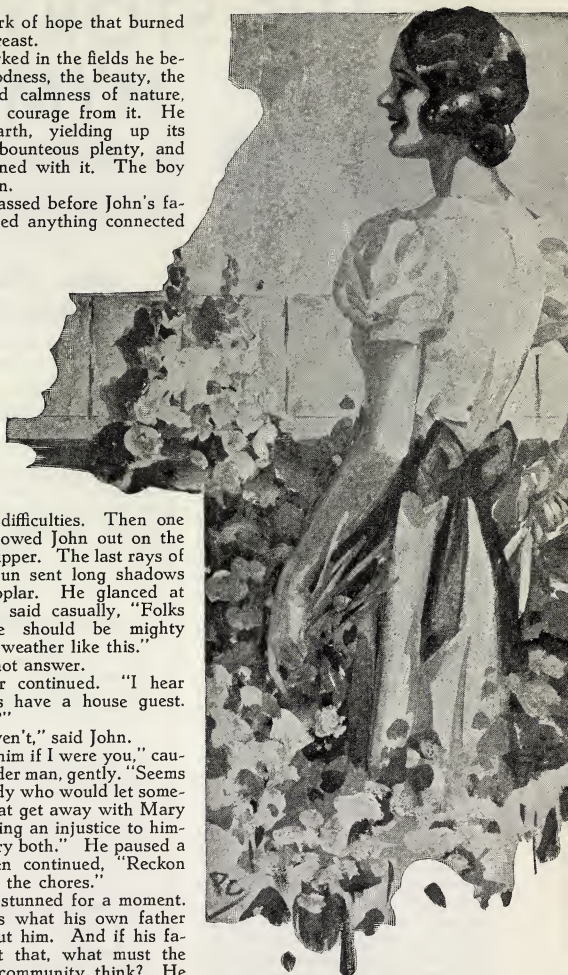 rk of hope that burned
reast.
rked in the fields he be-
odness, the beauty, the
d calmness of nature,
courage from it. He
arth, yielding up its
bounteous plenty, and
ned with it. The boy
n.
assed before John's fa-
ed anything connected
difficulties. Then one
owed John out on the
pper. The last rays of
un sent long shadows
oplar. He glanced at
said casually, "Folks
e should be mighty
weather like this."
not answer.
r continued. "I hear
s have a house guest.
?"
ven't," said John.
him if I were you," cau-
der man, gently. "Seems
dy who would let some-
at get away with Mary
ing an injustice to him-
ry both." He paused a
en continued, "Reckon
the chores."
stunned for a moment.
s what his own father
ut him. And if his fa-
t that, what must the
community think? He
PC